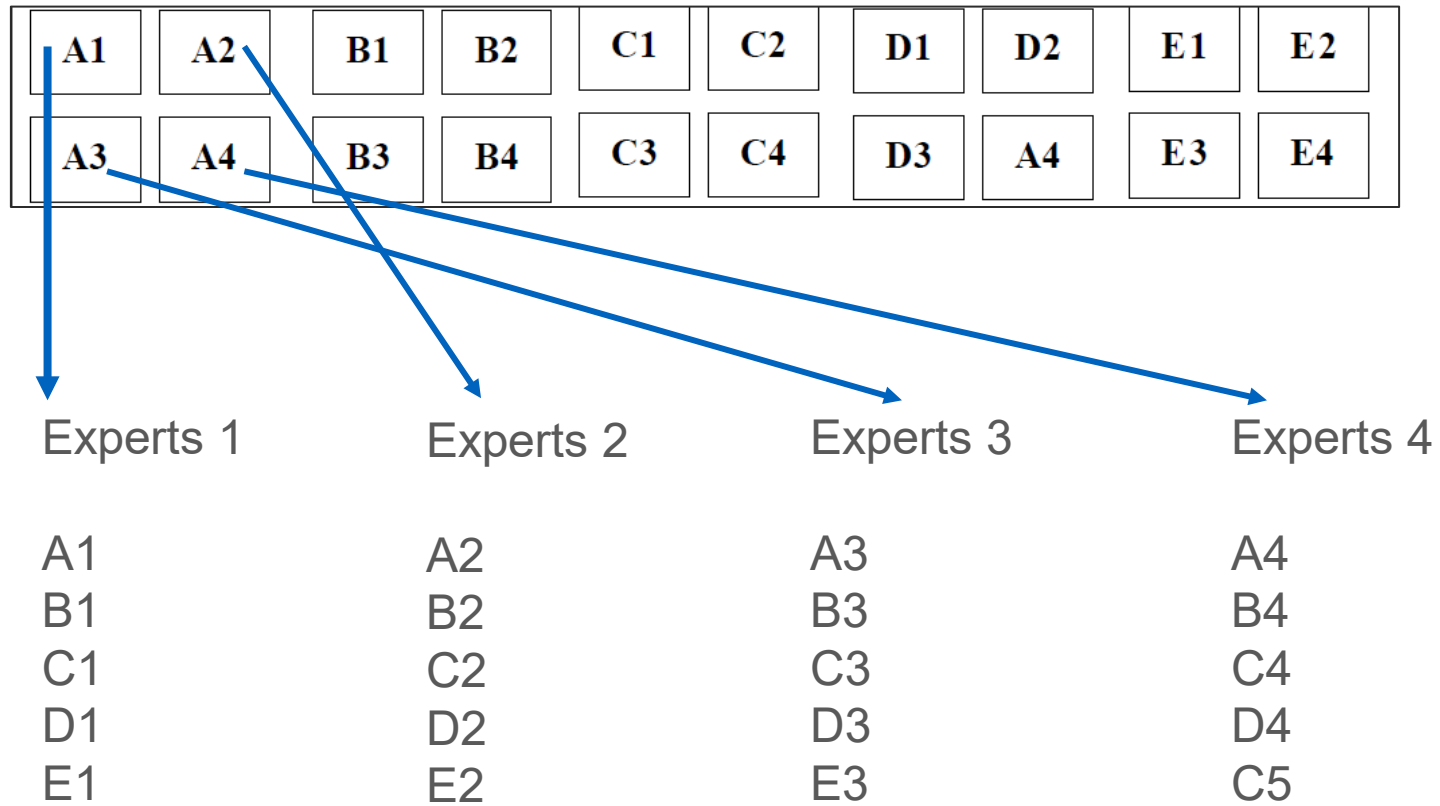 A1 A2 B1 B2 C1 C2 D1 D2 E1 E2
A3 A4 B3 B4 C3 C4 D3 A4 E3 E4
Experts 1 Experts 2 Experts 3 Experts 4
A1 A2 A3 A4
B1 B2 B3 B4
C1 C2 C3 C4
D1 D2 D3 D4
E1 E2 E3 C5